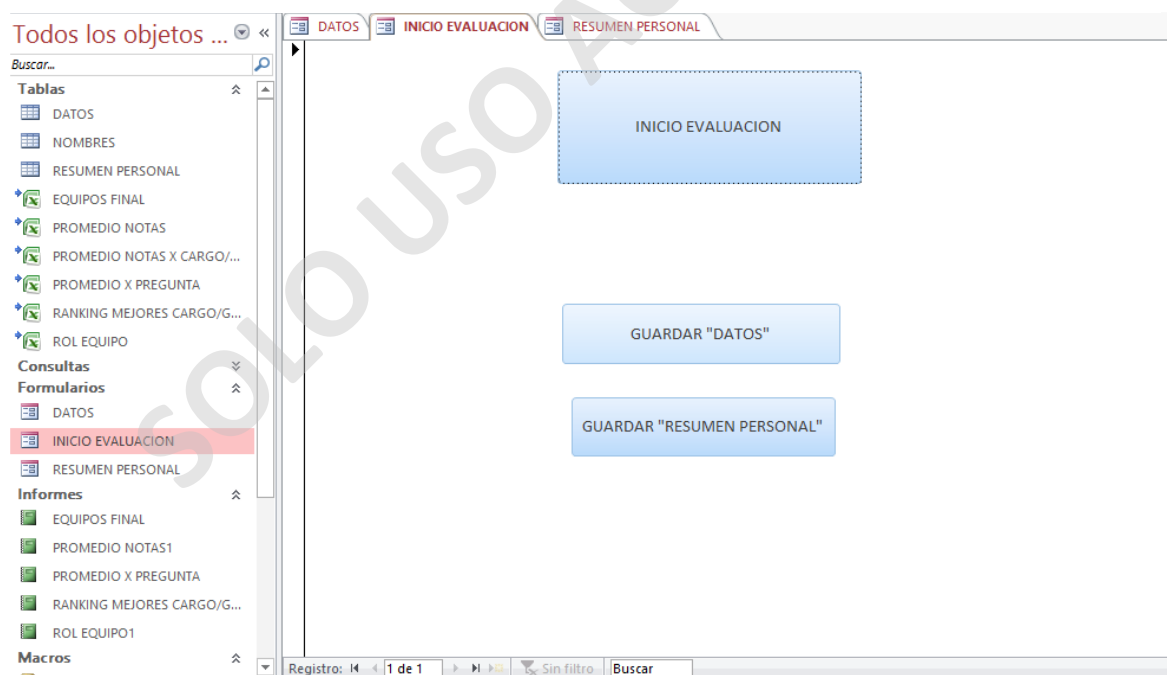 Todos los objetos ...
Buscar...
Tablas
DATOS
NOMBRES
RESUMEN PERSONAL
EQUIPOS FINAL
PROMEDIO NOTAS
PROMEDIO NOTAS X CARGO/...
PROMEDIO X PREGUNTA
RANKING MEJORES CARGO/G...
ROL EQUIPO
Consultas
Formularios
DATOS
INICIO EVALUACION
RESUMEN PERSONAL
Informes
EQUIPOS FINAL
PROMEDIO NOTAS1
PROMEDIO X PREGUNTA
RANKING MEJORES CARGO/G...
ROL EQUIPO1
Macros
DATOS INICIO EVALUACION RESUMEN PERSONAL
INICIO EVALUACION
GUARDAR "DATOS"
GUARDAR "RESUMEN PERSONAL"
Registro: 1 de 1 Sin filtro Buscar
SOLO USO